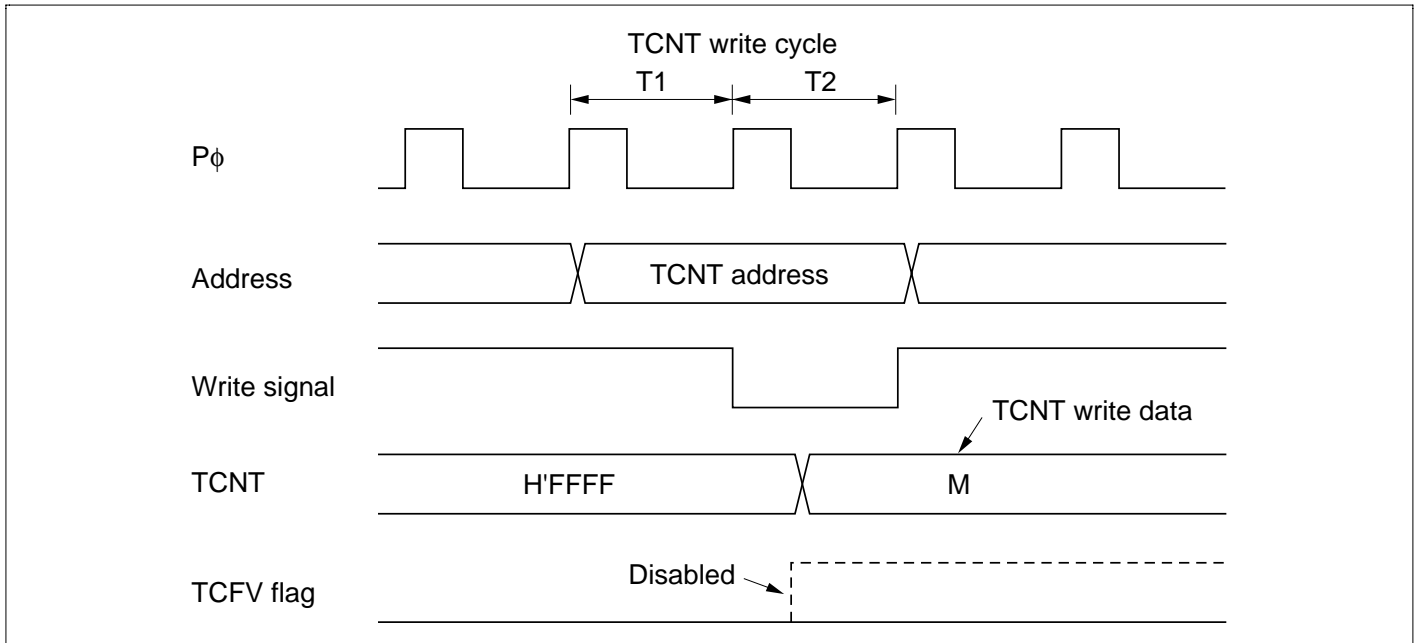 TCNT write cycle
T1 T2
Pϕ
Address TCNT address
Write signal
TCNT write data
TCNT H'FFFF M
Disabled
TCFV flag